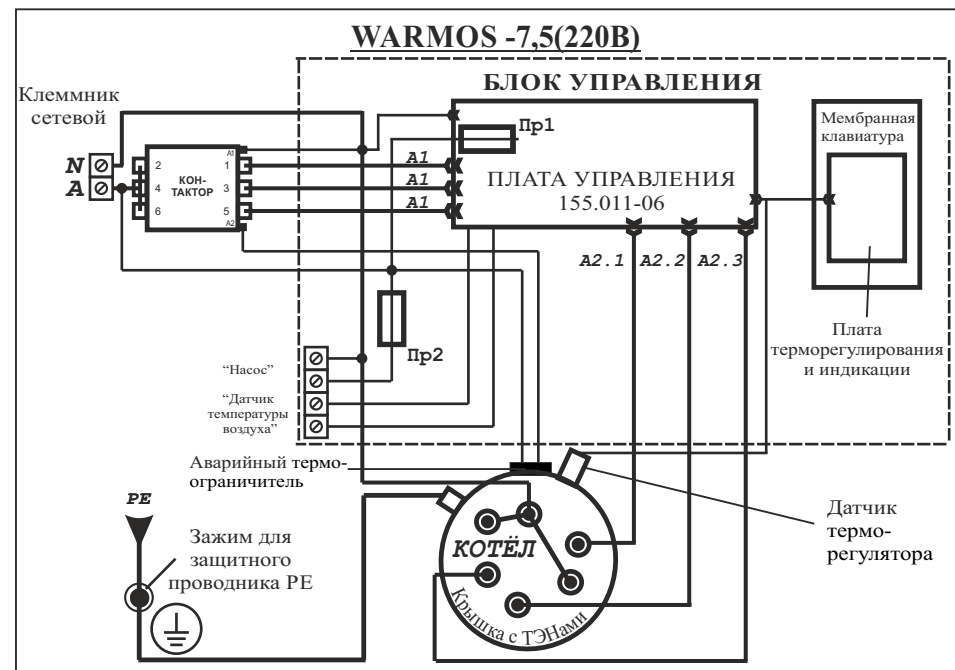 WARMOS -7,5(220В)
Клеммник
сетевой
БЛОК УПРАВЛЕНИЯ
Пр1
Мембранная
клавиатура
N
A
2
4
6
КОН-
ТАКТОР
A1
1
3
5
A2
A1
A1
A1
ПЛАТА УПРАВЛЕНИЯ
155.011-06
A2.1
A2.2
A2.3
Пр2
Плата
терморегулирования
и индикации
“Насос”
“Датчик
температуры
воздуха”
Аварийный термо-
ограничитель
PE
Зажим для
защитного
проводника PE
КОТЁЛ
Крышка с ТЭНами
Датчик
термо-
регулятора